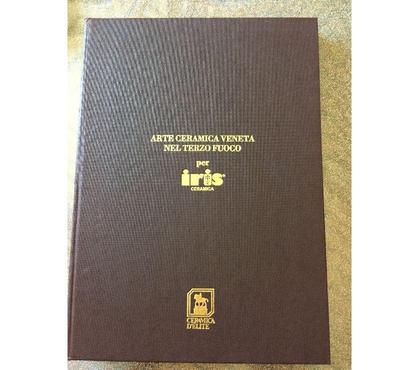 ARTE CERAMICA VENETA
NEL TERZO FUOCO
per
iris®
CERAMICA
CERAMICA
D'ELITE